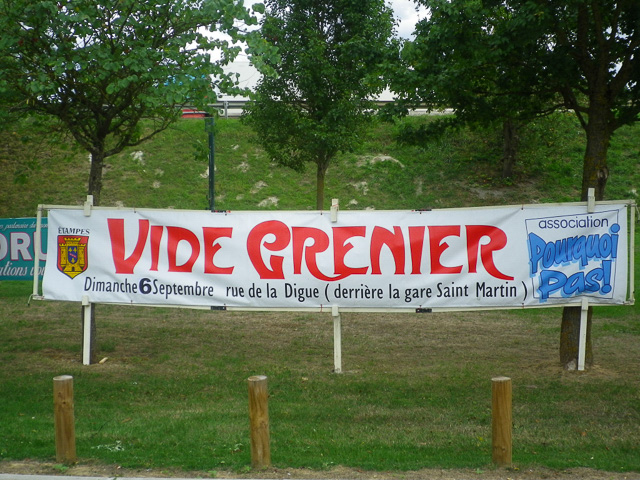 ETAMPES
VIDE GRENIER
Dimanche 6 Septembre rue de la Digue ( derrière la gare Saint Martin )
association
Pourquoi
Pas!